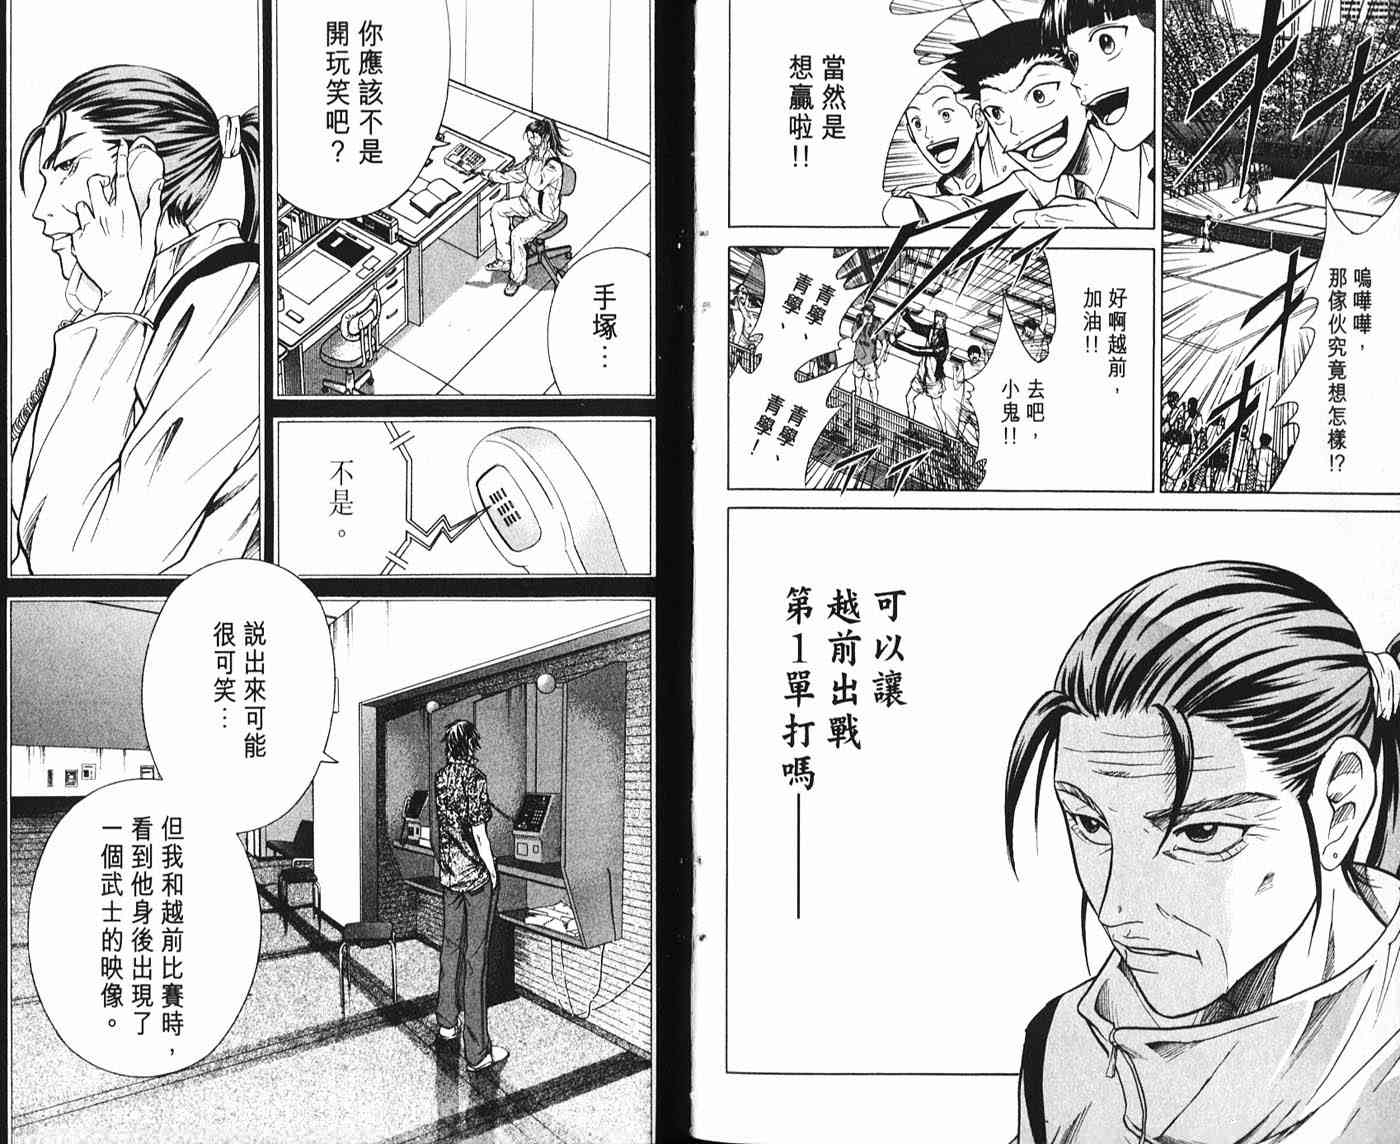 嗚嘩嘩，
那傢伙究竟想怎樣!?
當然是
想贏啦!!
好啊越前，
加油!!
去吧，
小鬼!!
青學、
青學、
青學、
青學！
可以讓
越前出戰
第1單打嗎——
手塚…
你應該不是
開玩笑吧？
不是。
說出來可能
很可笑…
但我和越前比賽時，
看到他身後出現了
一個武士的映像。